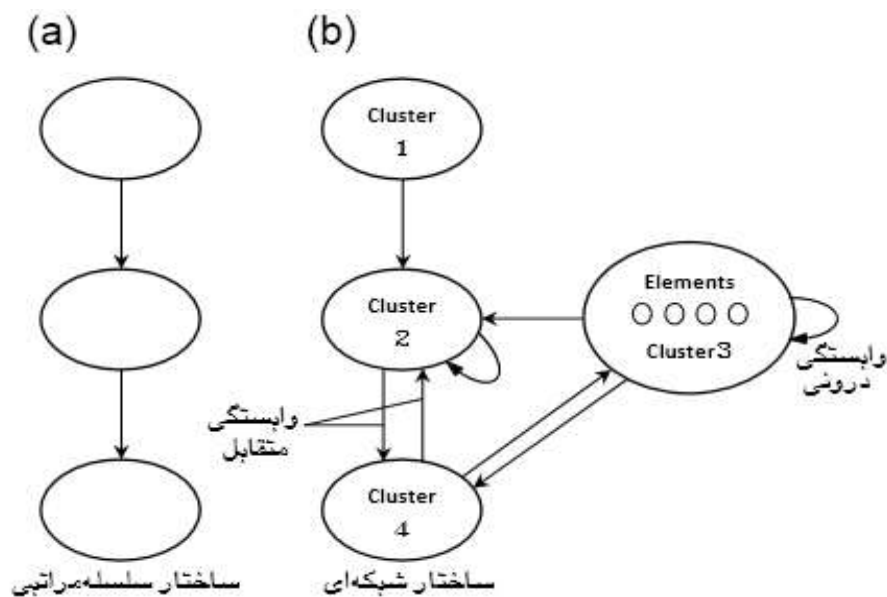 (a)
(b)
Cluster
1
Cluster
2
Elements
Cluster3
وابستگی
درونی
وابستگی
متقابل
Cluster
4
ساختار سلسله‌مراتبی
ساختار شبکه‌ای